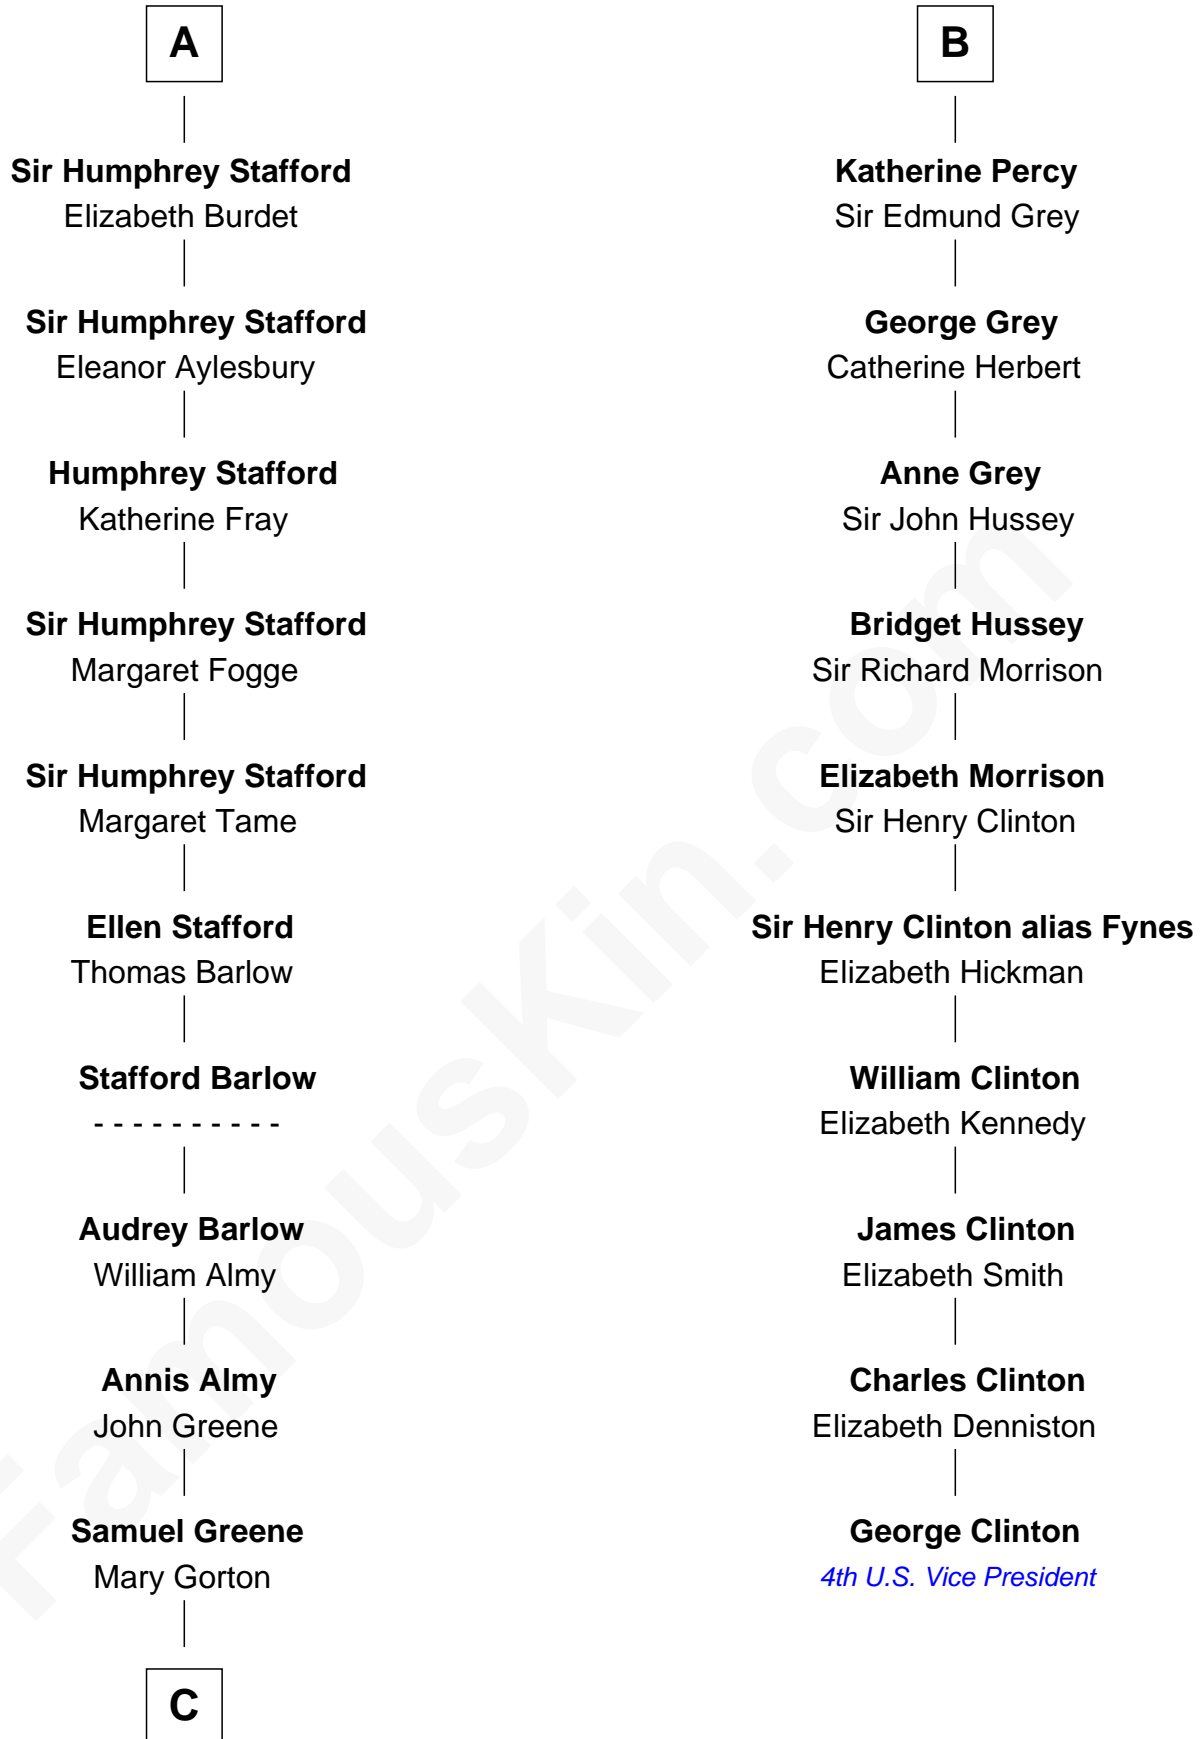 A
Sir Humphrey Stafford
Elizabeth Burdet
Sir Humphrey Stafford
Eleanor Aylesbury
Humphrey Stafford
Katherine Fray
Sir Humphrey Stafford
Margaret Fogge
Sir Humphrey Stafford
Margaret Tame
Ellen Stafford
Thomas Barlow
Stafford Barlow
- - - - - - - - - -
Audrey Barlow
William Almy
Annis Almy
John Greene
Samuel Greene
Mary Gorton
C
B
Katherine Percy
Sir Edmund Grey
George Grey
Catherine Herbert
Anne Grey
Sir John Hussey
Bridget Hussey
Sir Richard Morrison
Elizabeth Morrison
Sir Henry Clinton
Sir Henry Clinton alias Fynes
Elizabeth Hickman
William Clinton
Elizabeth Kennedy
James Clinton
Elizabeth Smith
Charles Clinton
Elizabeth Denniston
George Clinton
4th U.S. Vice President
FamousKin.com